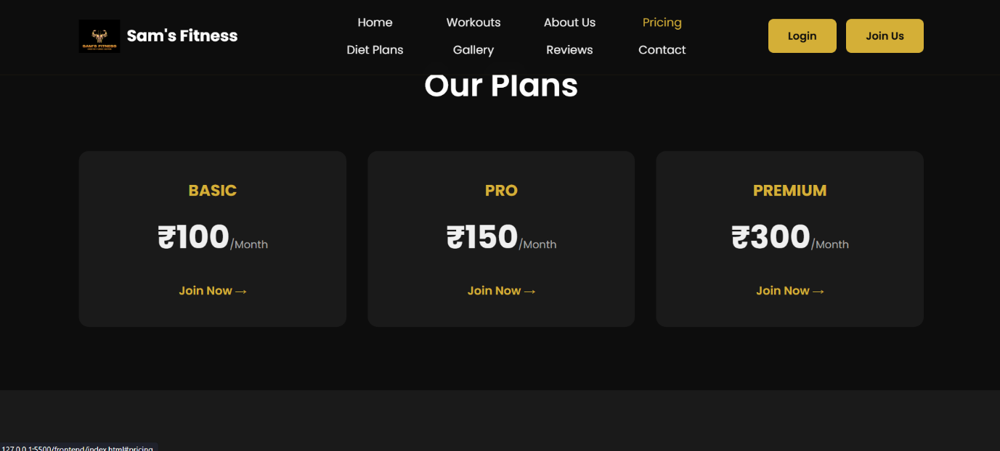 Home Workouts About Us Pricing
Sam's Fitness
SAM'S FITNESS
Login Join Us
Diet Plans Gallery Reviews Contact
Our Plans
BASIC PRO PREMIUM
₹100/Month ₹150/Month ₹300/Month
Join Now → Join Now → Join Now →
127.0.0.1:5500/frontend/index.html#pricing